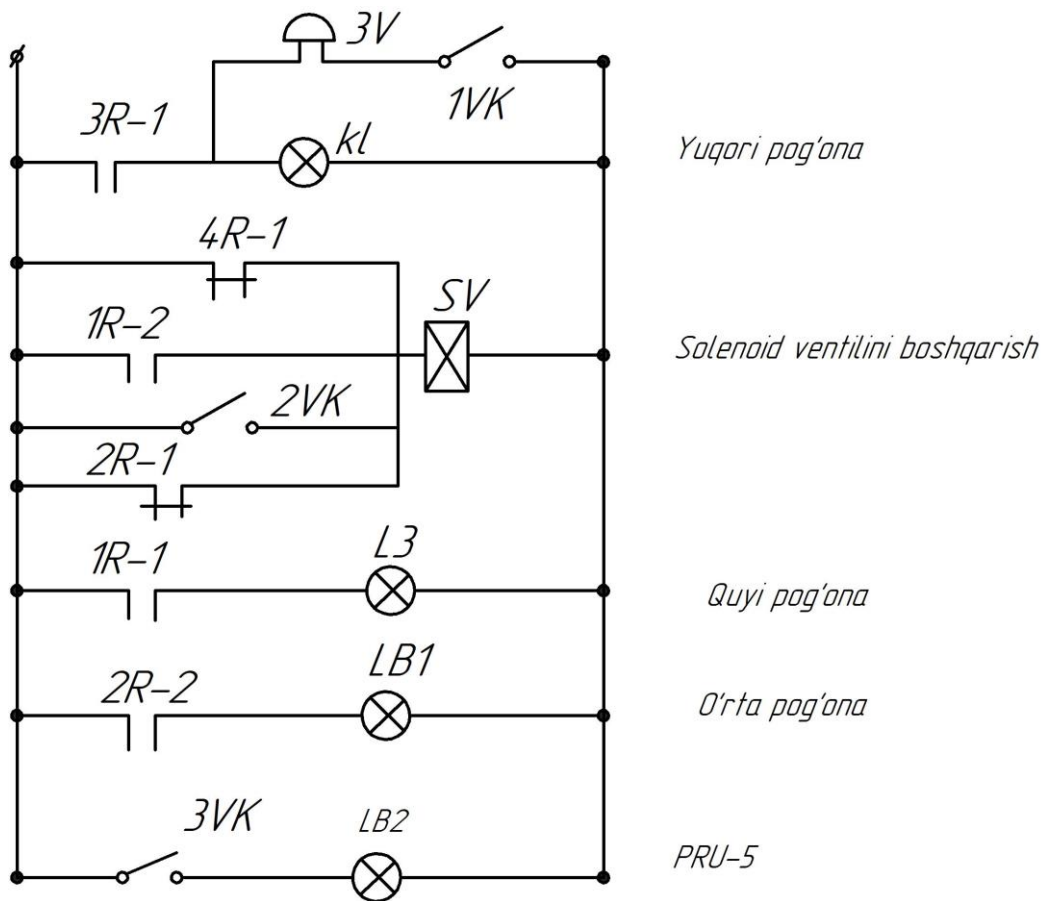 3V
1VK
3R-1
kl
Yuqori pog'ona
4R-1
SV
1R-2
Solenoid ventilini boshqarish
2VK
2R-1
1R-1
L3
Quyi pog'ona
2R-2
LB1
O'rta pog'ona
3VK
LB2
PRU-5